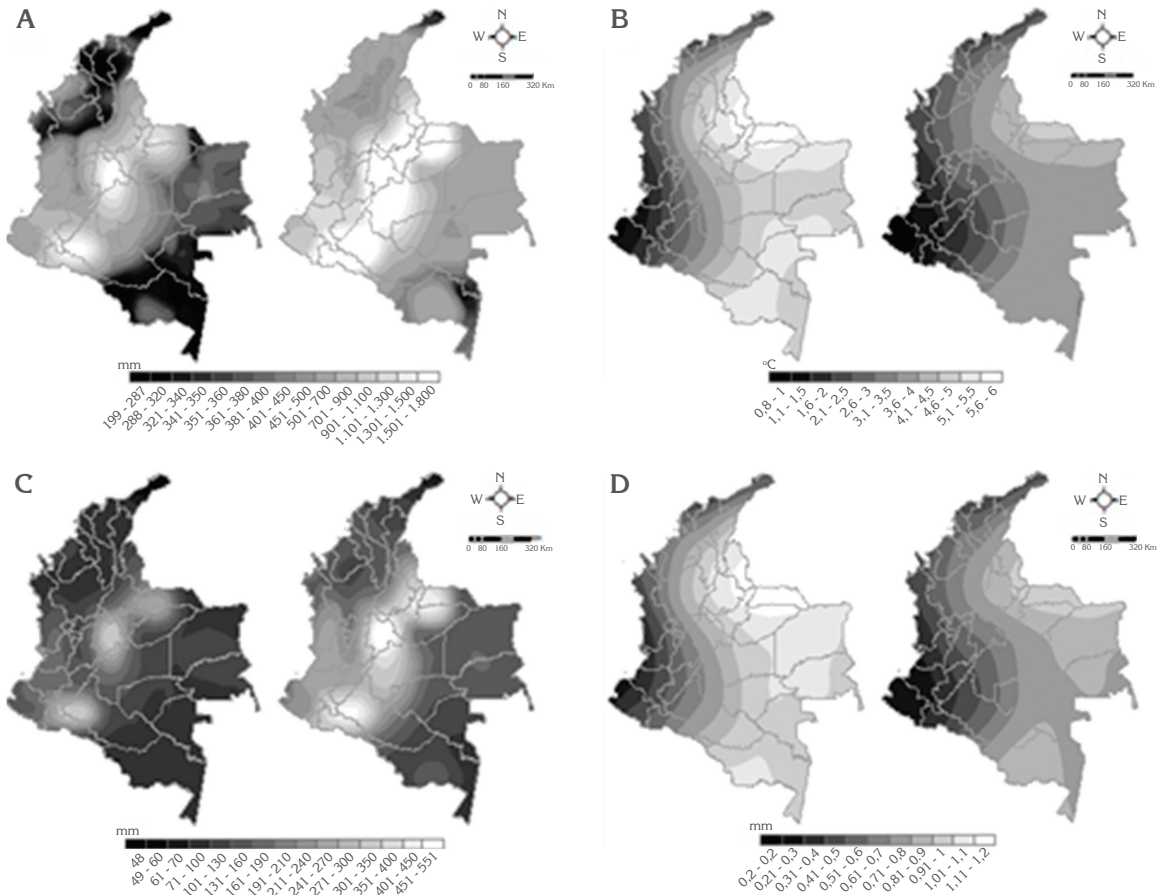 A
N
W E
S
0 80 160 320 Km
B
N
W E
S
0 80 160 320 Km
mm
199 - 287
288 - 320
321 - 340
341 - 350
351 - 360
361 - 380
381 - 400
401 - 450
451 - 500
501 - 700
701 - 900
901 - 1.100
1.101 - 1.300
1.301 - 1.500
1.501 - 1.800
°C
0,8 - 1
1,1 - 1,5
1,6 - 2
2,1 - 2,5
2,6 - 3
3,1 - 3,5
3,6 - 4
4,1 - 4,5
4,6 - 5
5,1 - 5,5
5,6 - 6
C
N
W E
S
0 80 160 320 Km
D
N
W E
S
0 80 160 320 Km
mm
48
49 - 60
61 - 70
71 - 100
101 - 130
131 - 160
161 - 190
191 - 210
211 - 240
241 - 270
271 - 300
301 - 350
351 - 400
401 - 450
451 - 551
mm
0,2 - 0,2
0,21 - 0,3
0,31 - 0,4
0,41 - 0,5
0,51 - 0,6
0,61 - 0,7
0,71 - 0,8
0,81 - 0,9
0,91 - 1
1,01 - 1,1
1,11 - 1,2